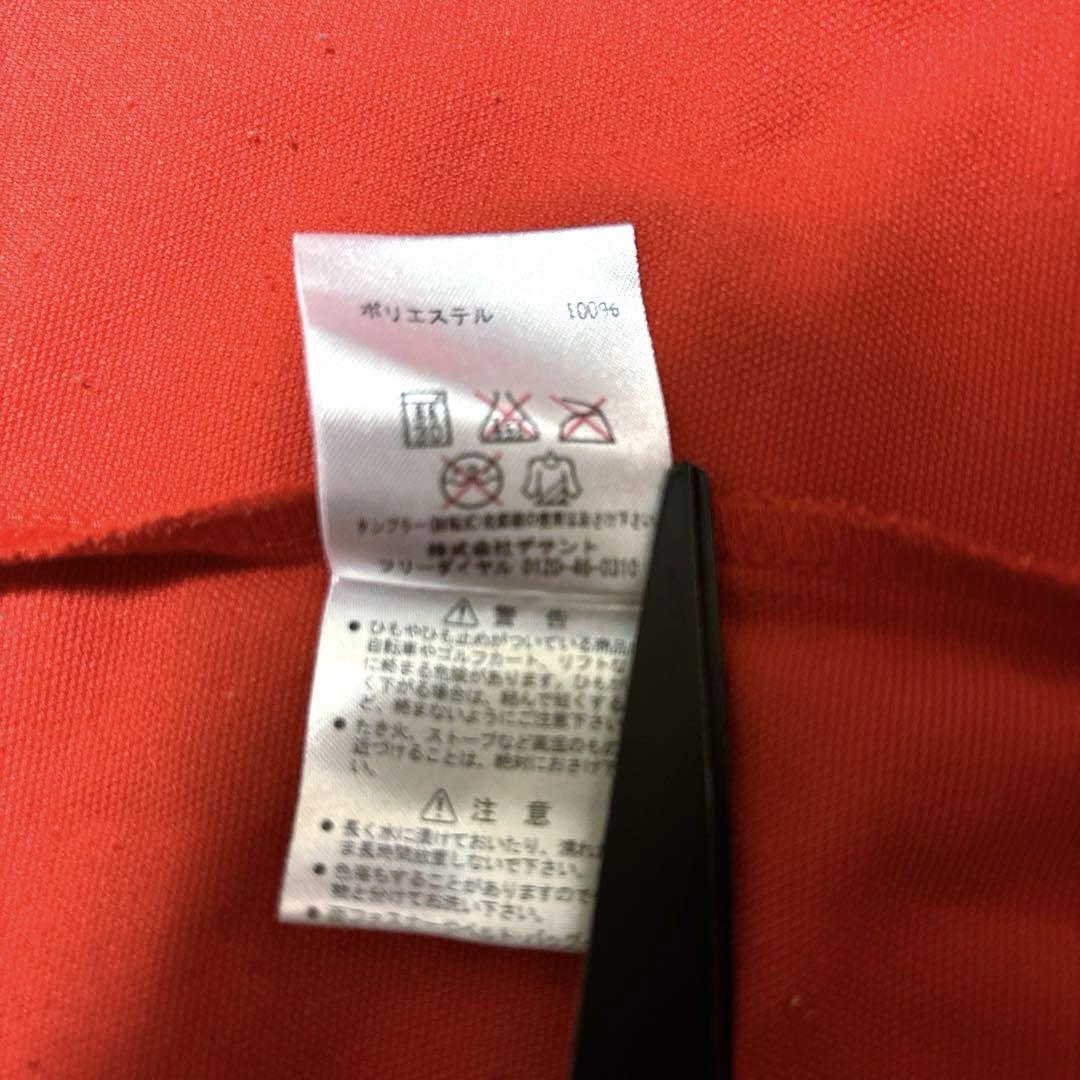 ポリエステル 100%
タンブラー(回転式)乾燥機の使用はおさけ下さい
株式会社デサント
フリーダイヤル 0120-46-0310
⚠ 警 告
● ひもやひも止めがついている商品
自転車やゴルフカート、リフトな
に絡まる危険があります。ひも
く下がる場合は、結んで短くする
ど、絡まないようにご注意下さい
● たき火、ストーブなど高温のもの
近づけることは、絶対におさけ下
い。
⚠ 注 意
● 長く水に漬けておいたり、濡れ
ま長時間放置しないで下さい。
● 色落ちすることがありますので
物と分けてお洗い下さい。